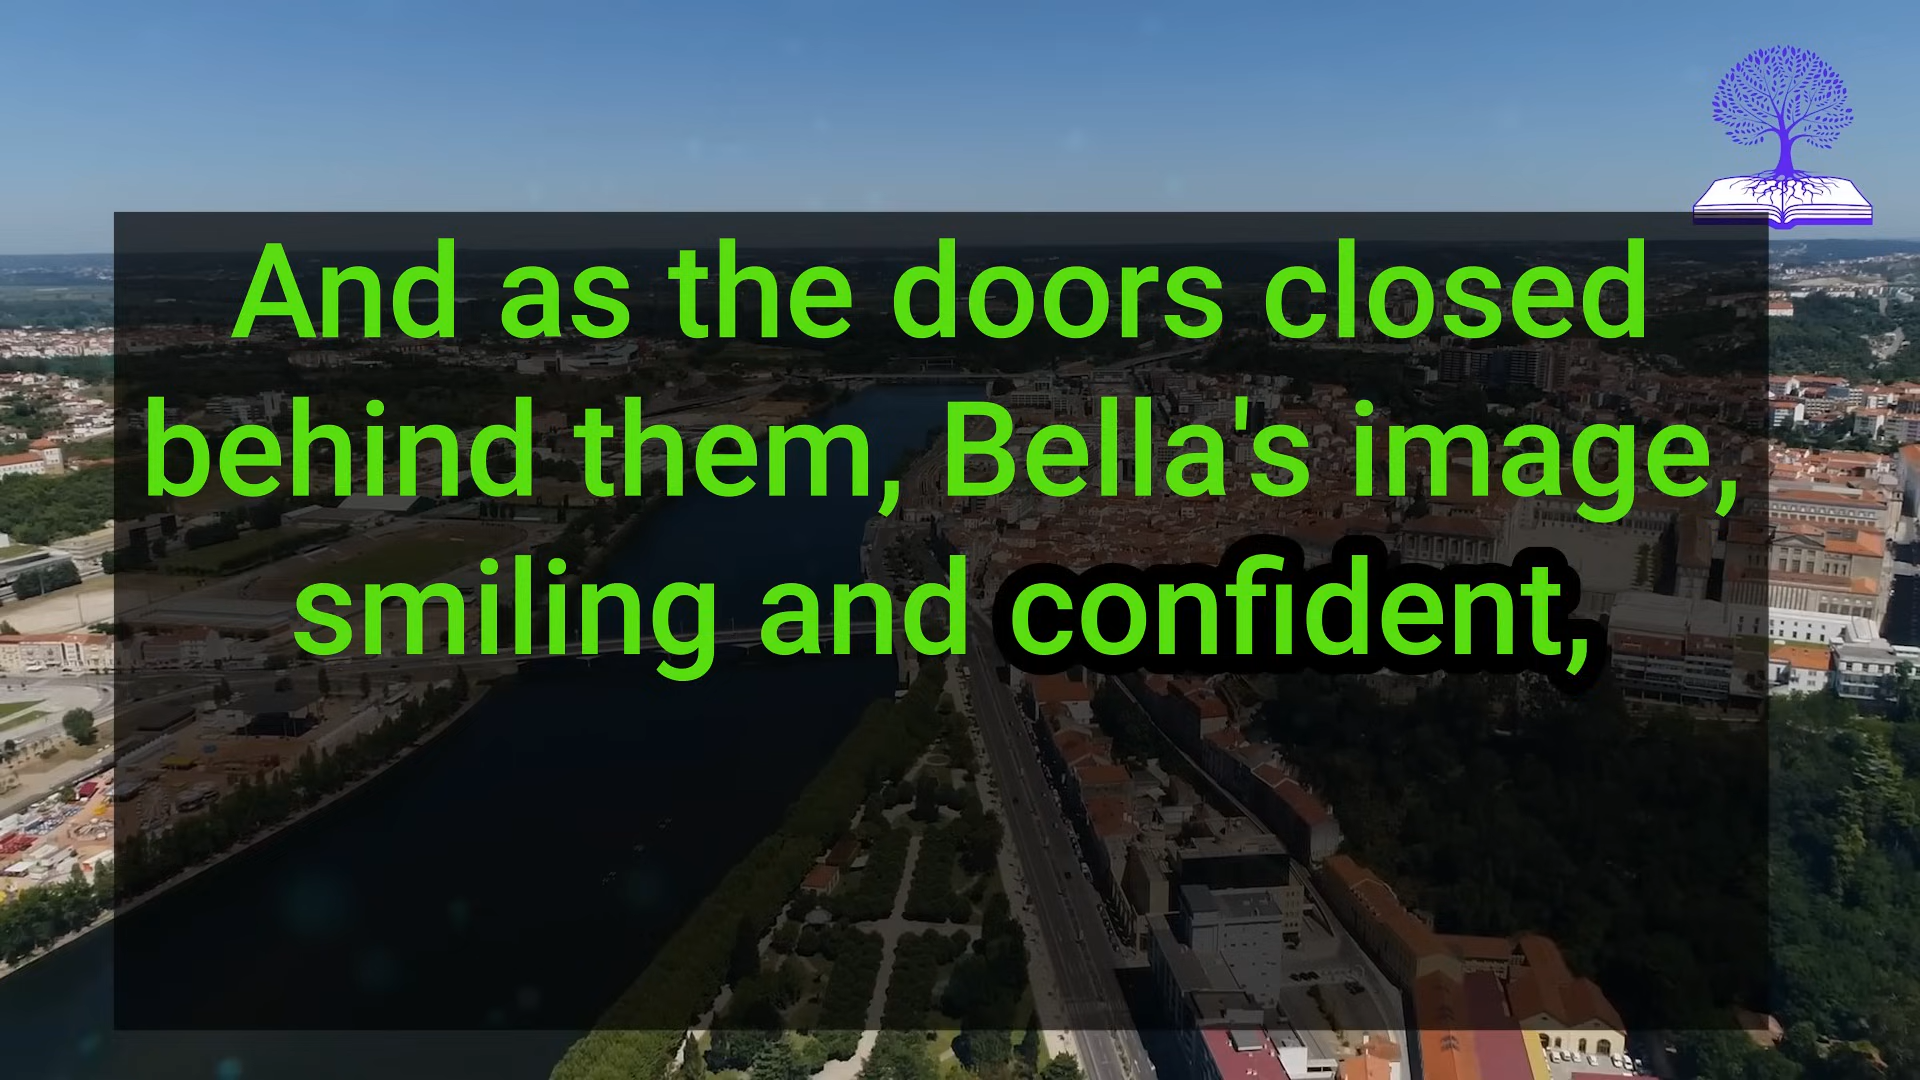 And as the doors closed
behind them, Bella's image,
smiling and confident,